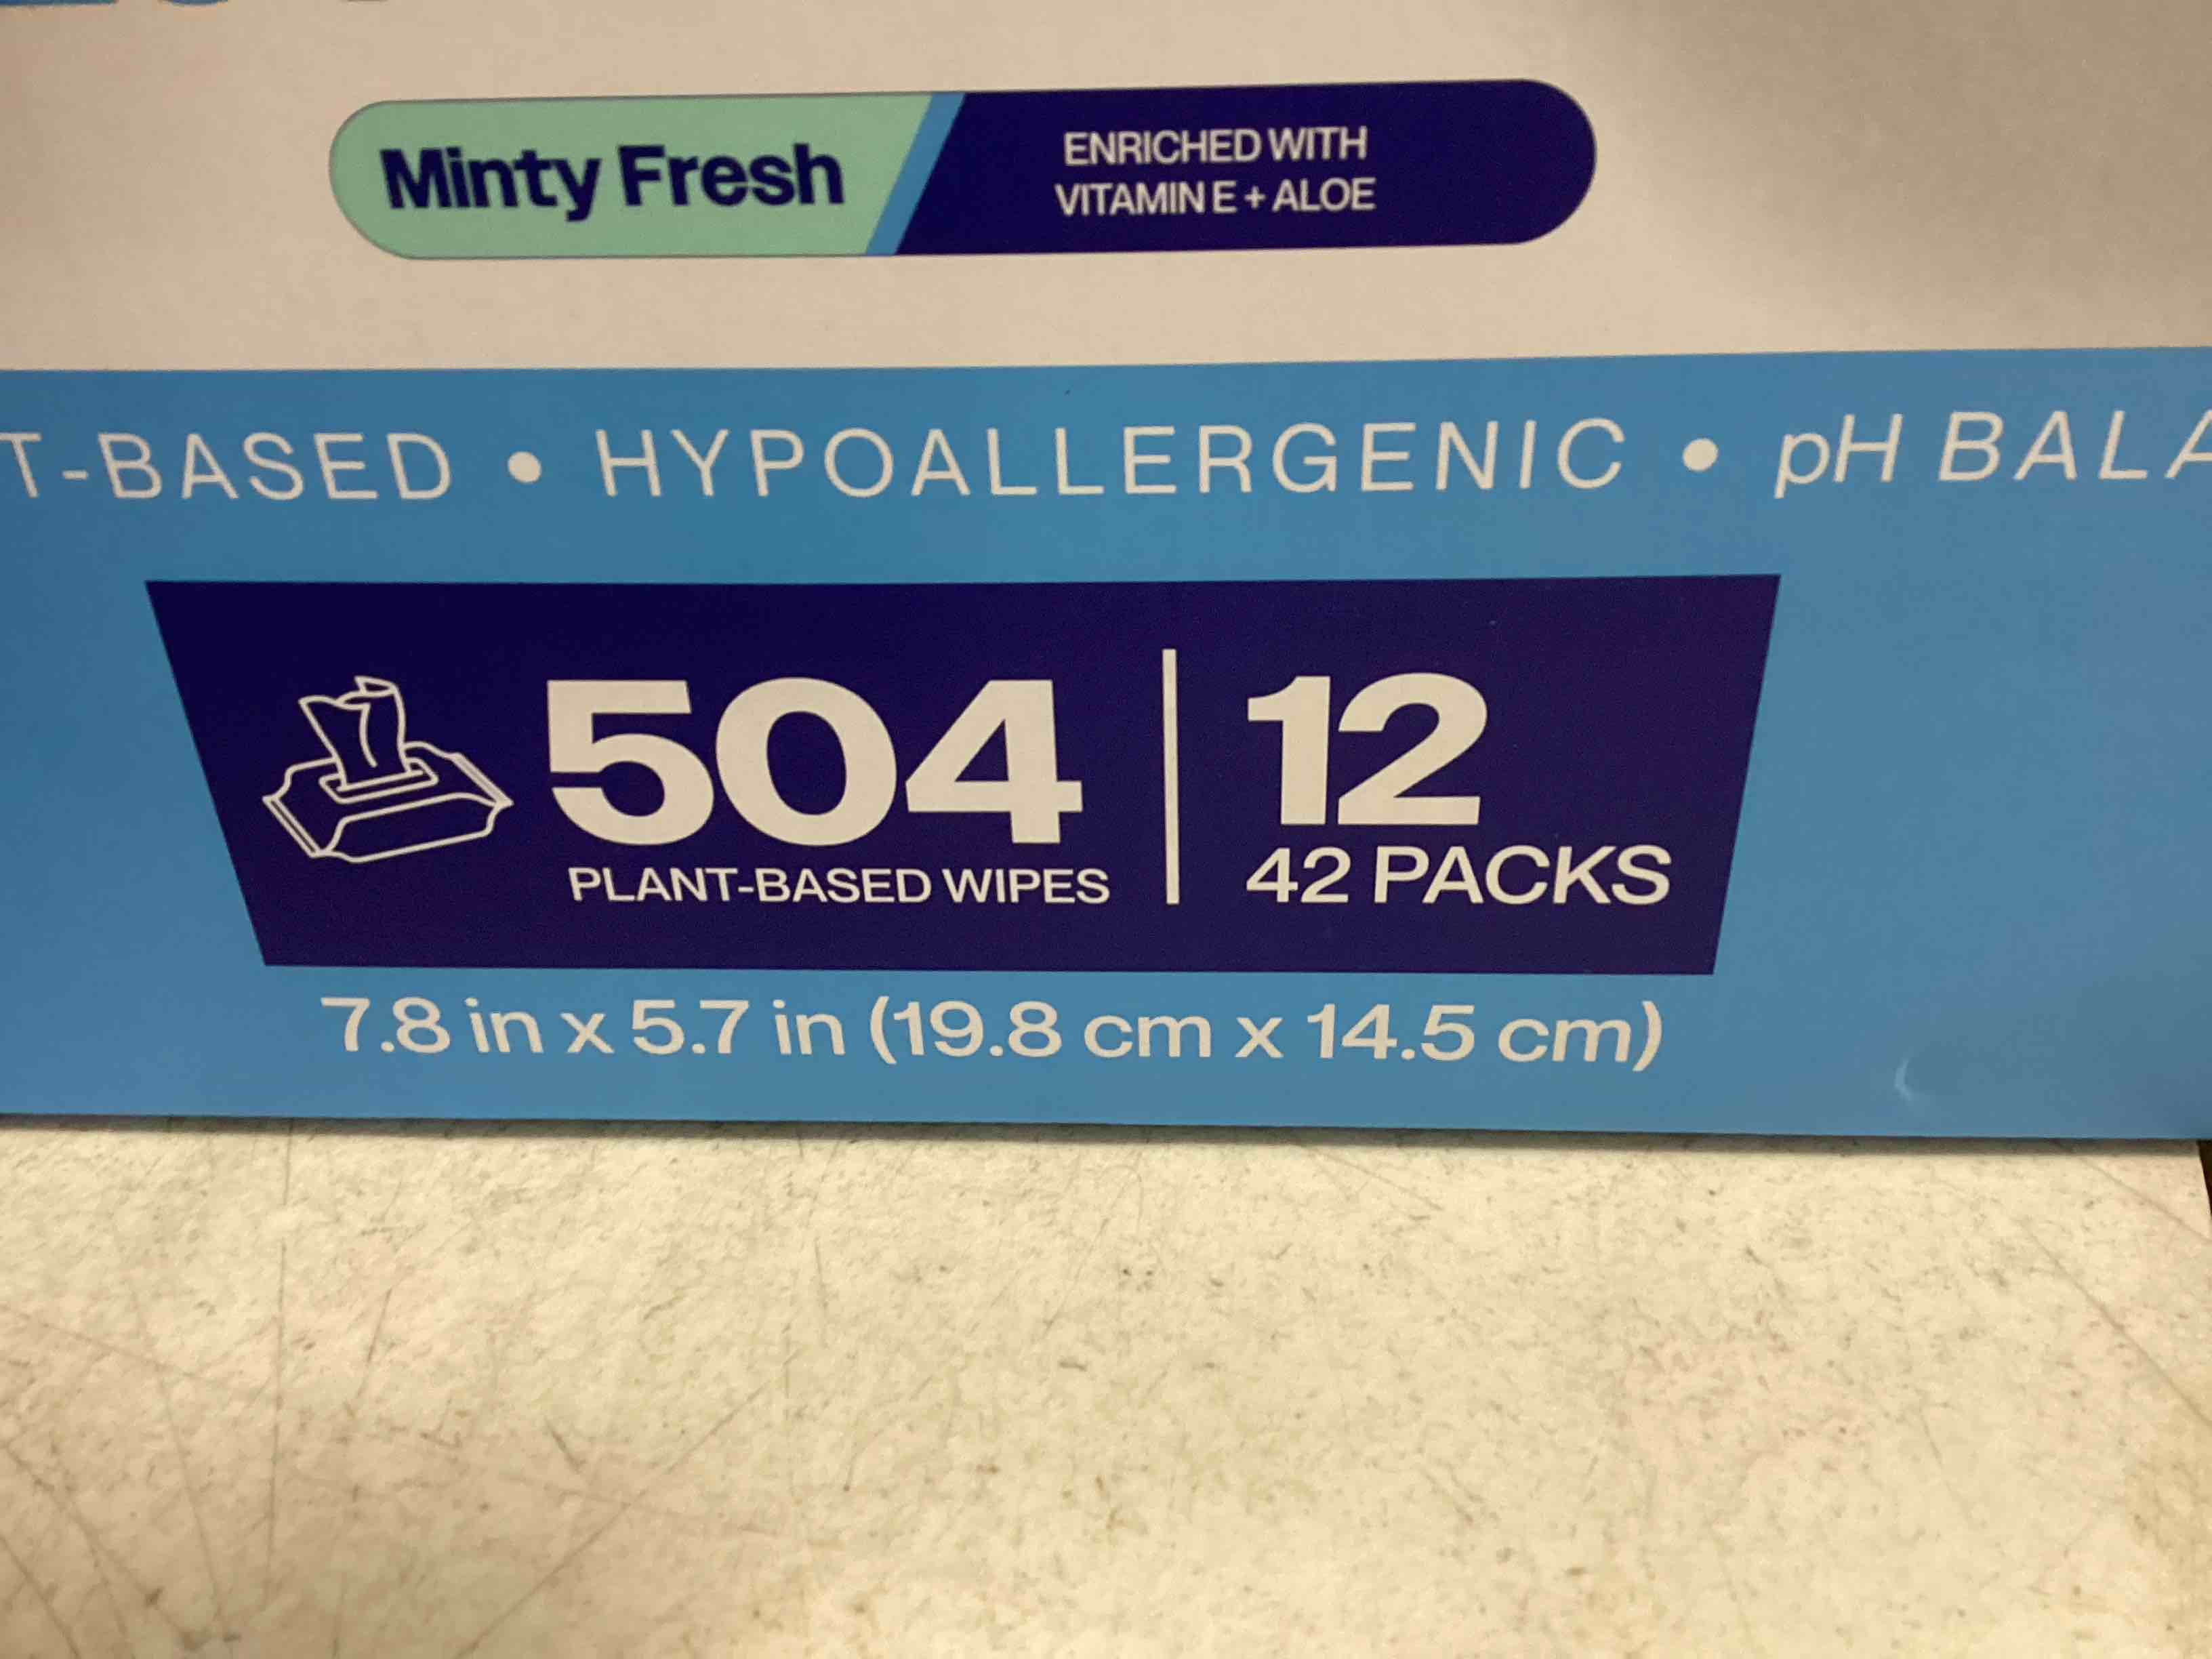 Minty Fresh
ENRICHED WITH
VITAMIN E + ALOE
T-BASED • HYPOALLERGENIC • pH BALA
504
PLANT-BASED WIPES
12
42 PACKS
7.8 in x 5.7 in (19.8 cm x 14.5 cm)